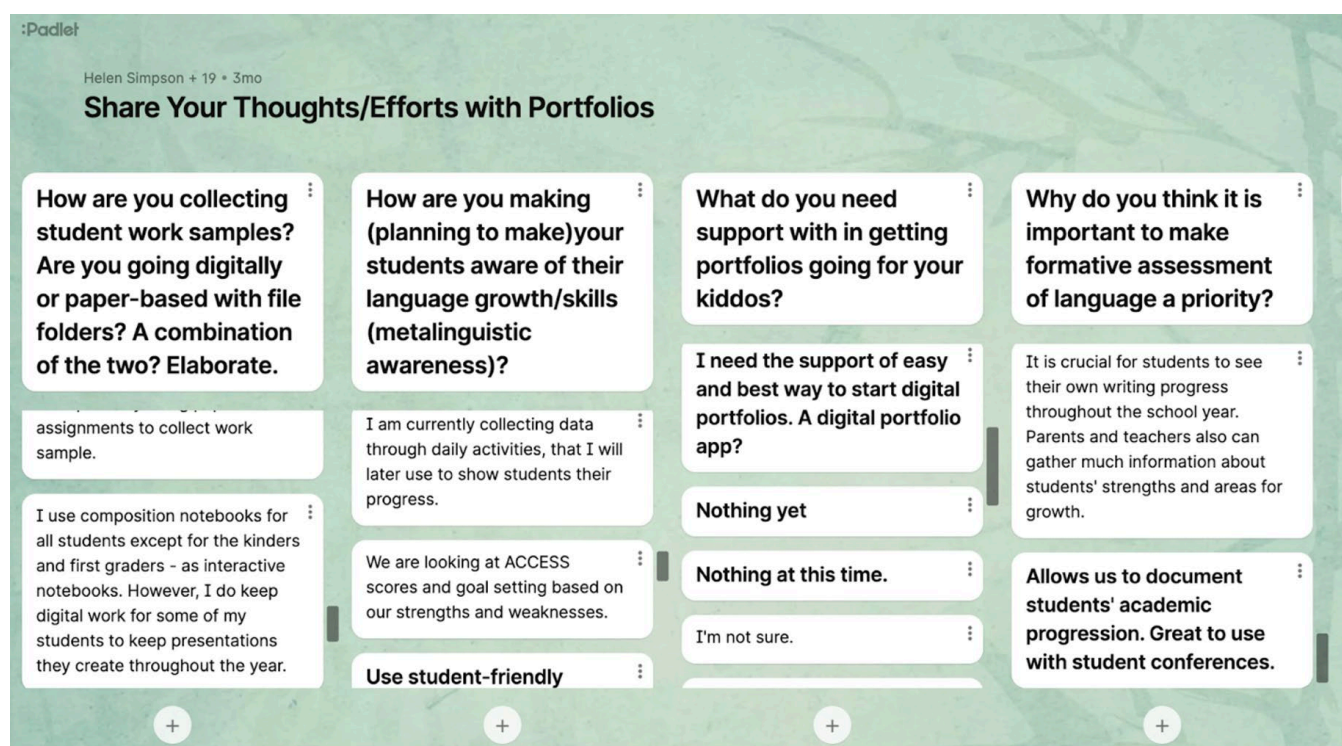 :Padlet
Helen Simpson + 19 • 3mo
Share Your Thoughts/Efforts with Portfolios
How are you collecting
student work samples?
Are you going digitally
or paper-based with file
folders? A combination
of the two? Elaborate.
assignments to collect work
sample.
I use composition notebooks for
all students except for the kinders
and first graders - as interactive
notebooks. However, I do keep
digital work for some of my
students to keep presentations
they create throughout the year.
How are you making
(planning to make)your
students aware of their
language growth/skills
(metalinguistic
awareness)?
I am currently collecting data
through daily activities, that I will
later use to show students their
progress.
We are looking at ACCESS
scores and goal setting based on
our strengths and weaknesses.
Use student-friendly
What do you need
support with in getting
portfolios going for your
kiddos?
I need the support of easy
and best way to start digital
portfolios. A digital portfolio
app?
Nothing yet
Nothing at this time.
I'm not sure.
Why do you think it is
important to make
formative assessment
of language a priority?
It is crucial for students to see
their own writing progress
throughout the school year.
Parents and teachers also can
gather much information about
students' strengths and areas for
growth.
Allows us to document
students' academic
progression. Great to use
with student conferences.